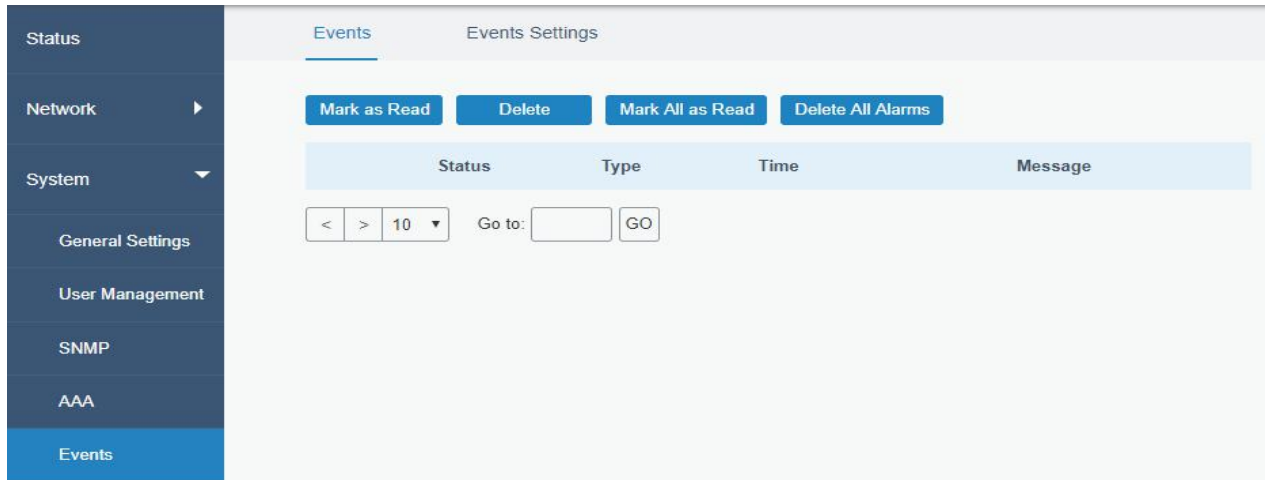 Status
Network
System
General Settings
User Management
SNMP
AAA
Events
Events Events Settings
Mark as Read Delete Mark All as Read Delete All Alarms
Status Type Time Message
< > 10 Go to: GO